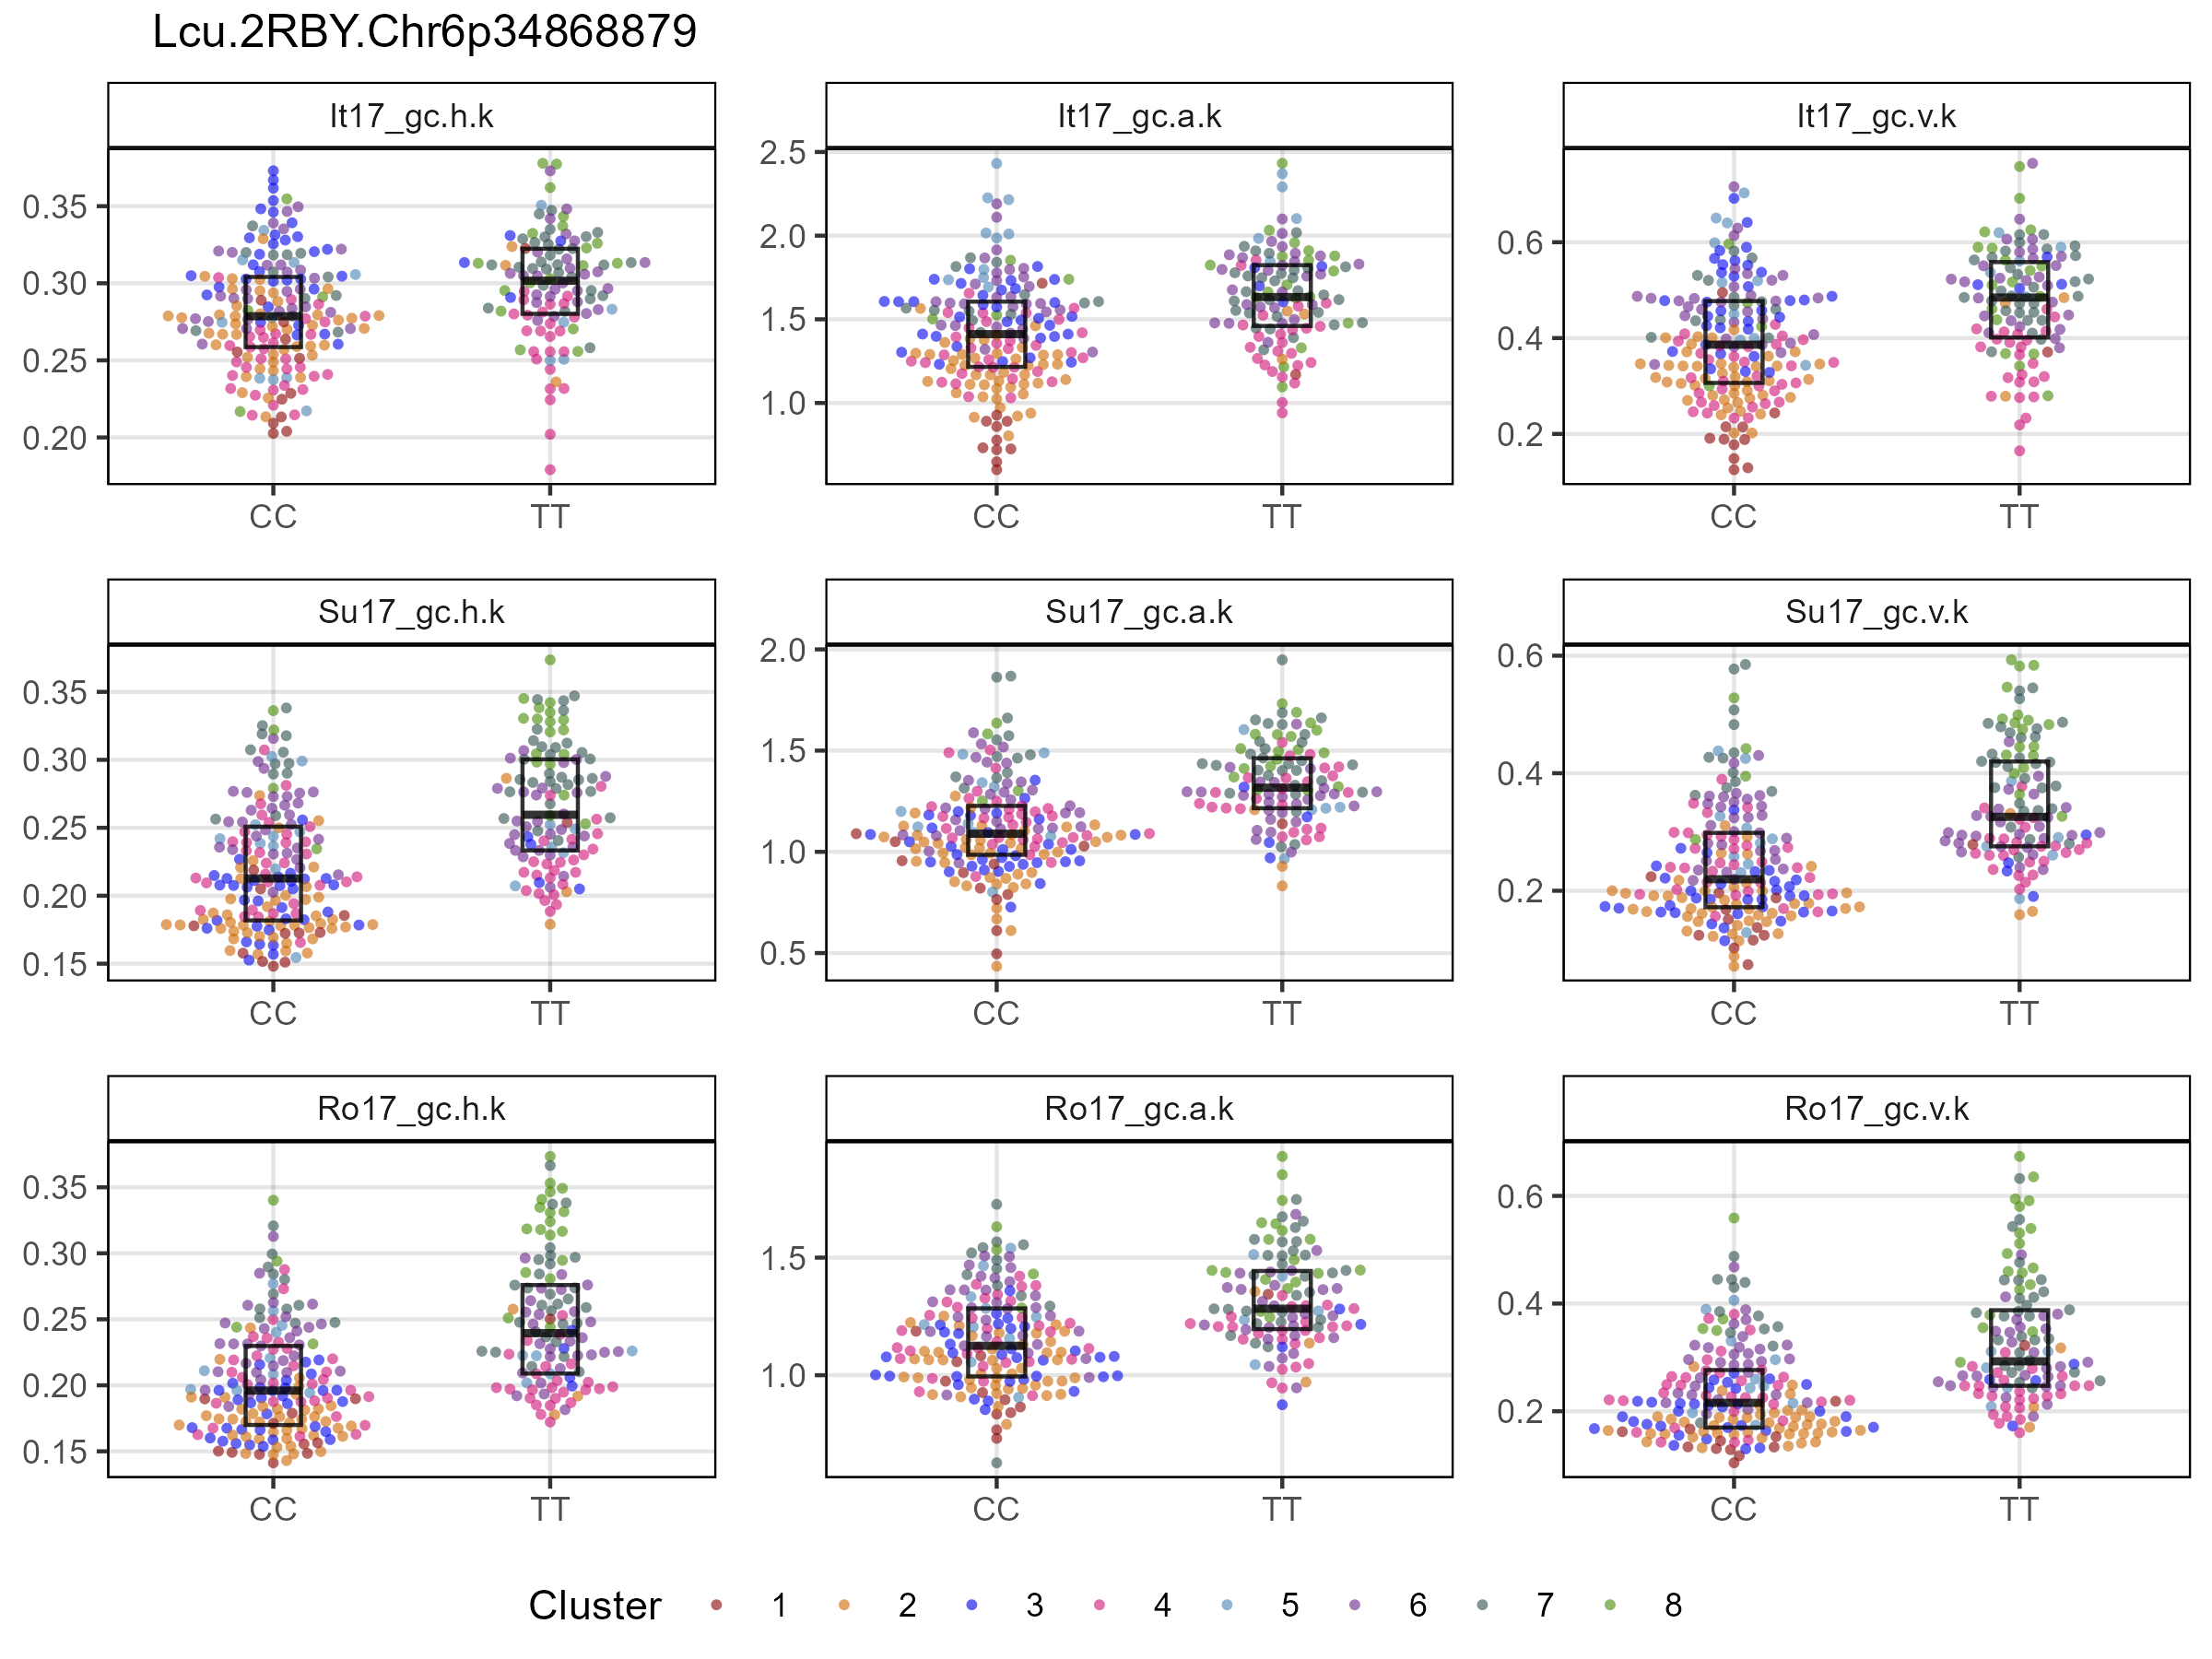 Lcu.2RBY.Chr6p34868879
It17_gc.h.k
It17_gc.a.k
It17_gc.v.k
0.35
0.30
0.25
0.20
CC TT
2.5
2.0
1.5
1.0
CC TT
0.6
0.4
0.2
CC TT
Su17_gc.h.k
Su17_gc.a.k
Su17_gc.v.k
0.35
0.30
0.25
0.20
0.15
CC TT
2.0
1.5
1.0
0.5
CC TT
0.6
0.4
0.2
CC TT
Ro17_gc.h.k
Ro17_gc.a.k
Ro17_gc.v.k
0.35
0.30
0.25
0.20
0.15
CC TT
1.5
1.0
CC TT
0.6
0.4
0.2
CC TT
Cluster 1 2 3 4 5 6 7 8